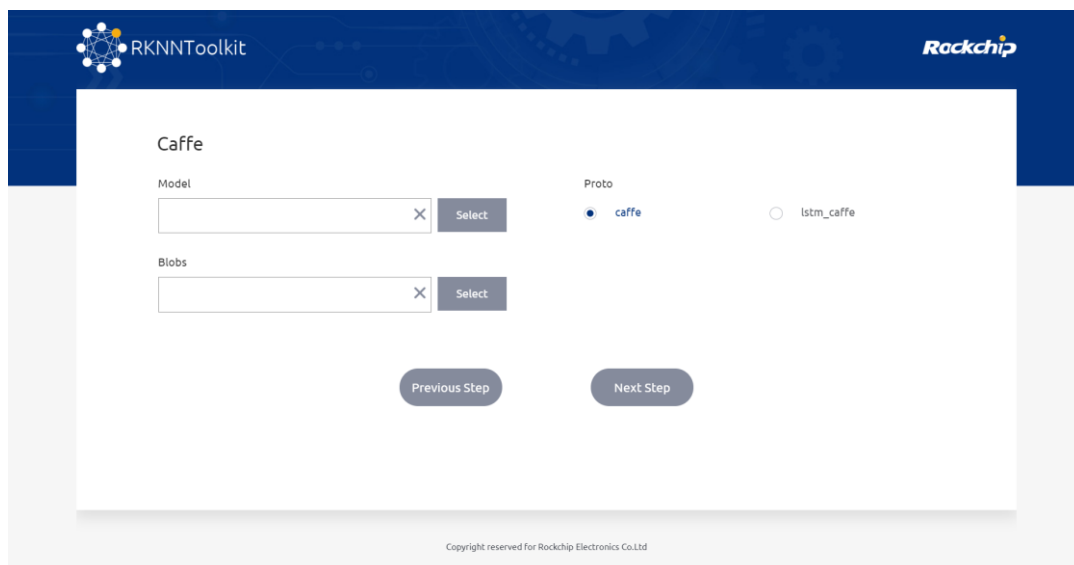 RKNNToolkit
Rockchip
Caffe
Model
Select
Proto
caffe
lstm_caffe
Blobs
Select
Previous Step
Next Step
Copyright reserved for Rockchip Electronics Co.Ltd